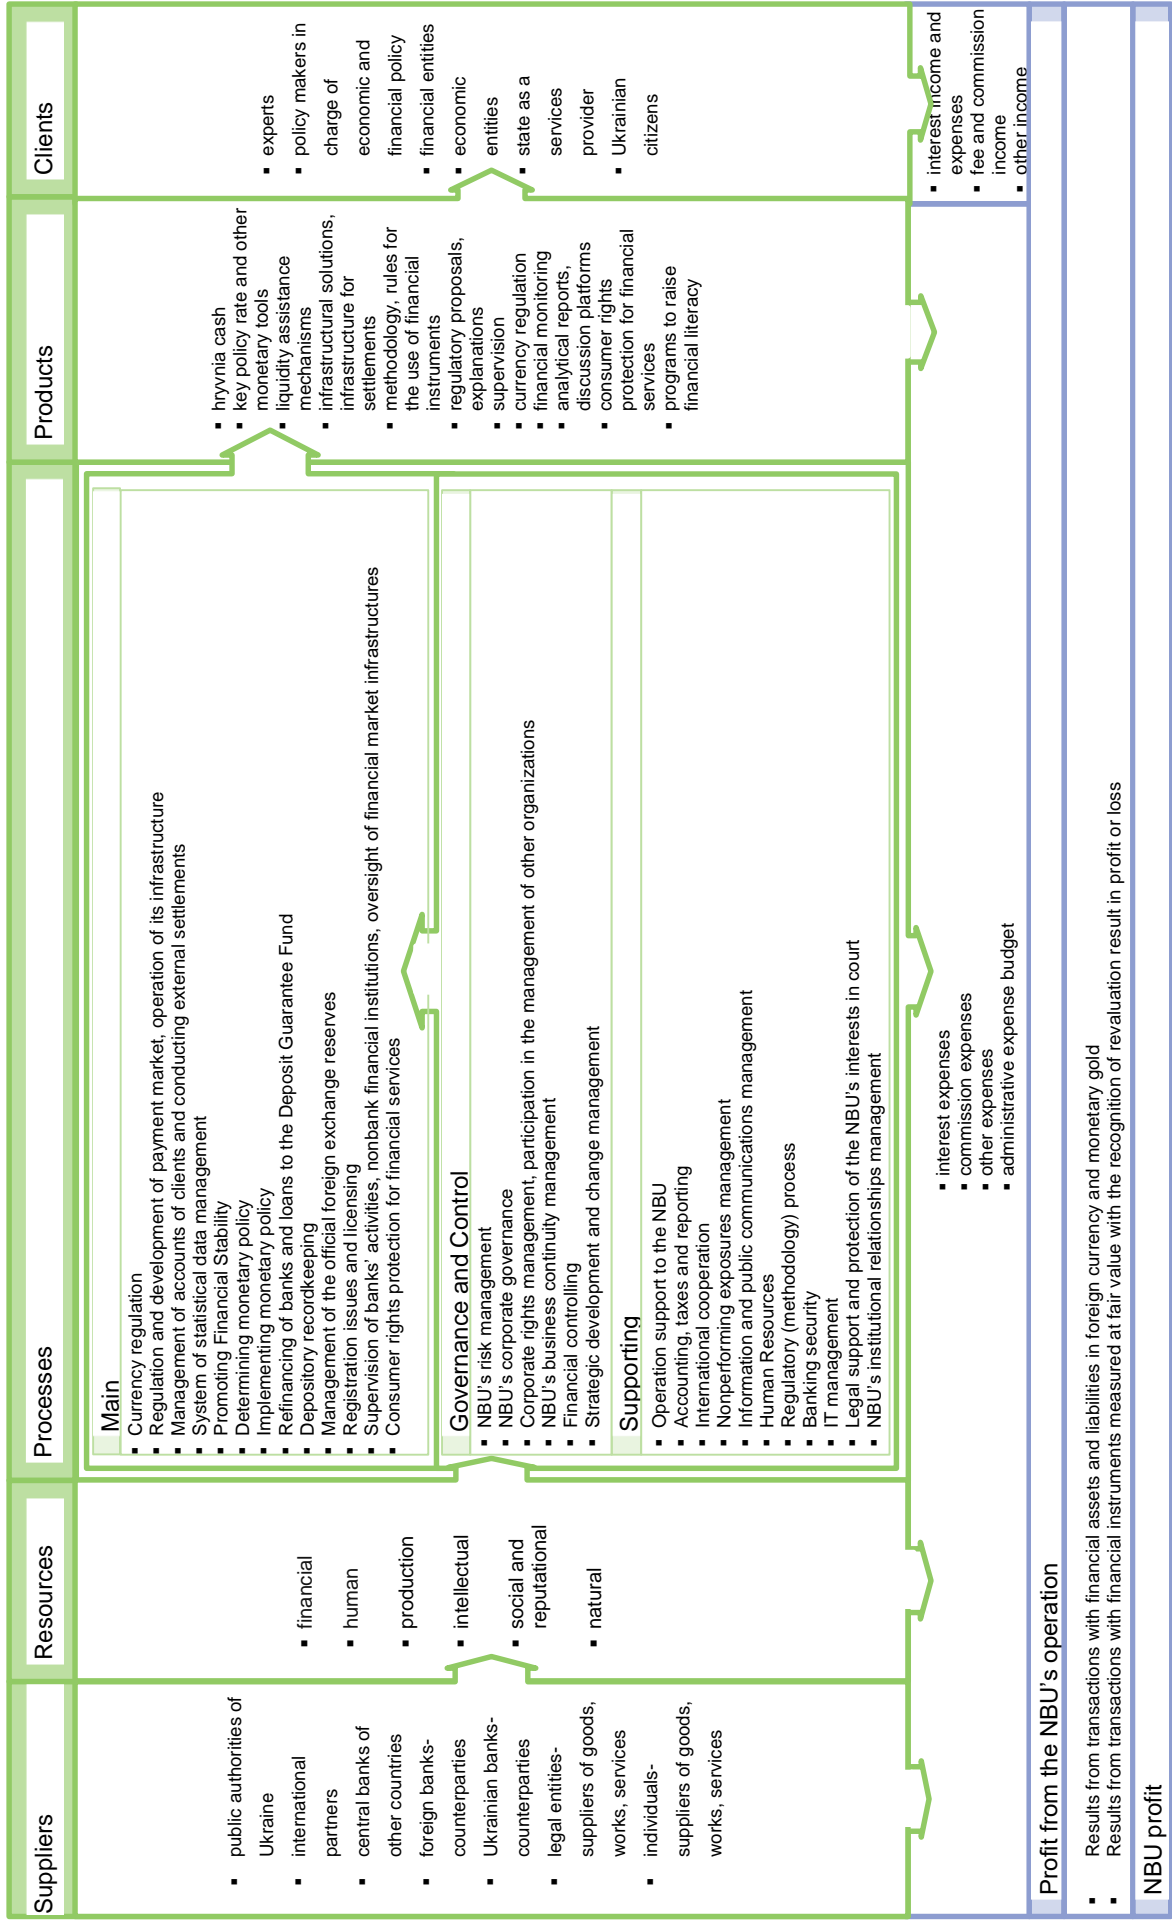 Suppliers
Resources
Processes
Products
Clients
▪ public authorities of
Ukraine
▪ international
partners
▪ central banks of
other countries
▪ foreign banks-
counterparties
▪ Ukrainian banks-
counterparties
▪ legal entities-
suppliers of goods,
works, services
▪ individuals-
suppliers of goods,
works, services
▪ financial
▪ human
▪ production
▪ intellectual
▪ social and
reputational
▪ natural
Main
▪ Currency regulation
▪ Regulation and development of payment market, operation of its infrastructure
▪ Management of accounts of clients and conducting external settlements
▪ System of statistical data management
▪ Promoting Financial Stability
▪ Determining monetary policy
▪ Implementing monetary policy
▪ Refinancing of banks and loans to the Deposit Guarantee Fund
▪ Depository recordkeeping
▪ Management of the official foreign exchange reserves
▪ Registration issues and licensing
▪ Supervision of banks’ activities, nonbank financial institutions, oversight of financial market infrastructures
▪ Consumer rights protection for financial services
Governance and Control
▪ NBU’s risk management
▪ NBU’s corporate governance
▪ Corporate rights management, participation in the management of other organizations
▪ NBU’s business continuity management
▪ Financial controlling
▪ Strategic development and change management
Supporting
▪ Operation support to the NBU
▪ Accounting, taxes and reporting
▪ International cooperation
▪ Nonperforming exposures management
▪ Information and public communications management
▪ Human Resources
▪ Regulatory (methodology) process
▪ Banking security
▪ IT management
▪ Legal support and protection of the NBU’s interests in court
▪ NBU’s institutional relationships management
▪ hryvnia cash
▪ key policy rate and other
monetary tools
▪ liquidity assistance
mechanisms
▪ infrastructural solutions,
infrastructure for
settlements
▪ methodology, rules for
the use of financial
instruments
▪ regulatory proposals,
explanations
▪ supervision
▪ currency regulation
▪ financial monitoring
▪ analytical reports,
discussion platforms
▪ consumer rights
protection for financial
services
▪ programs to raise
financial literacy
▪ experts
▪ policy makers in
charge of
economic and
financial policy
▪ financial entities
▪ economic
entities
▪ state as a
services
provider
▪ Ukrainian
citizens
▪ interest expenses
▪ commission expenses
▪ other expenses
▪ administrative expense budget
▪ interest income and
expenses
▪ fee and commission
income
▪ other income
Profit from the NBU’s operation
▪ Results from transactions with financial assets and liabilities in foreign currency and monetary gold
▪ Results from transactions with financial instruments measured at fair value with the recognition of revaluation result in profit or loss
NBU profit